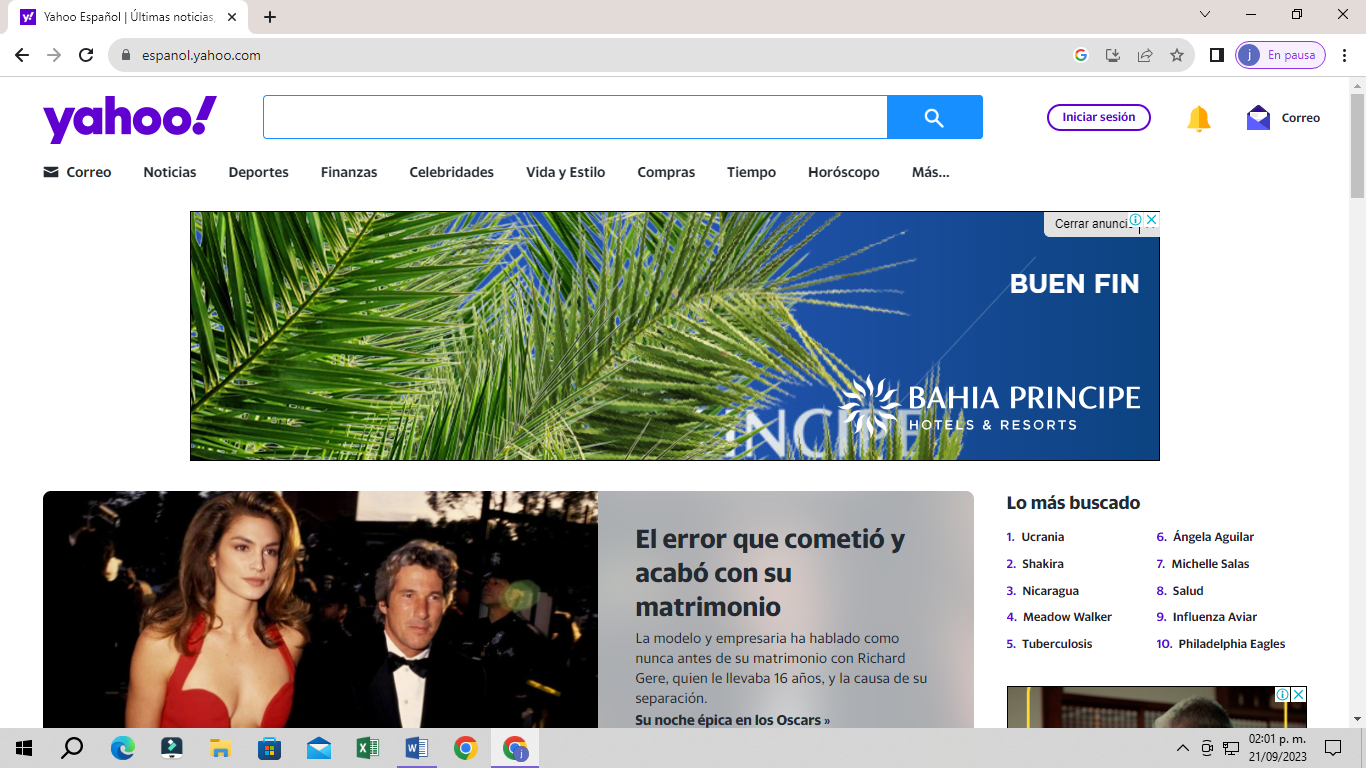 Yahoo Español | Últimas noticias,
espanol.yahoo.com
En pausa
yahoo!
Iniciar sesión
Correo
Correo Noticias Deportes Finanzas Celebridades Vida y Estilo Compras Tiempo Horóscopo Más...
Cerrar anunci
BUEN FIN
BAHIA PRINCIPE
HOTELS & RESORTS
NCIPE
El error que cometió y
acabó con su
matrimonio
La modelo y empresaria ha hablado como
nunca antes de su matrimonio con Richard
Gere, quien le llevaba 16 años, y la causa de su
separación.
Su noche épica en los Oscars »
Lo más buscado
1. Ucrania
2. Shakira
3. Nicaragua
4. Meadow Walker
5. Tuberculosis
6. Ángela Aguilar
7. Michelle Salas
8. Salud
9. Influenza Aviar
10. Philadelphia Eagles
02:01 p. m.
21/09/2023